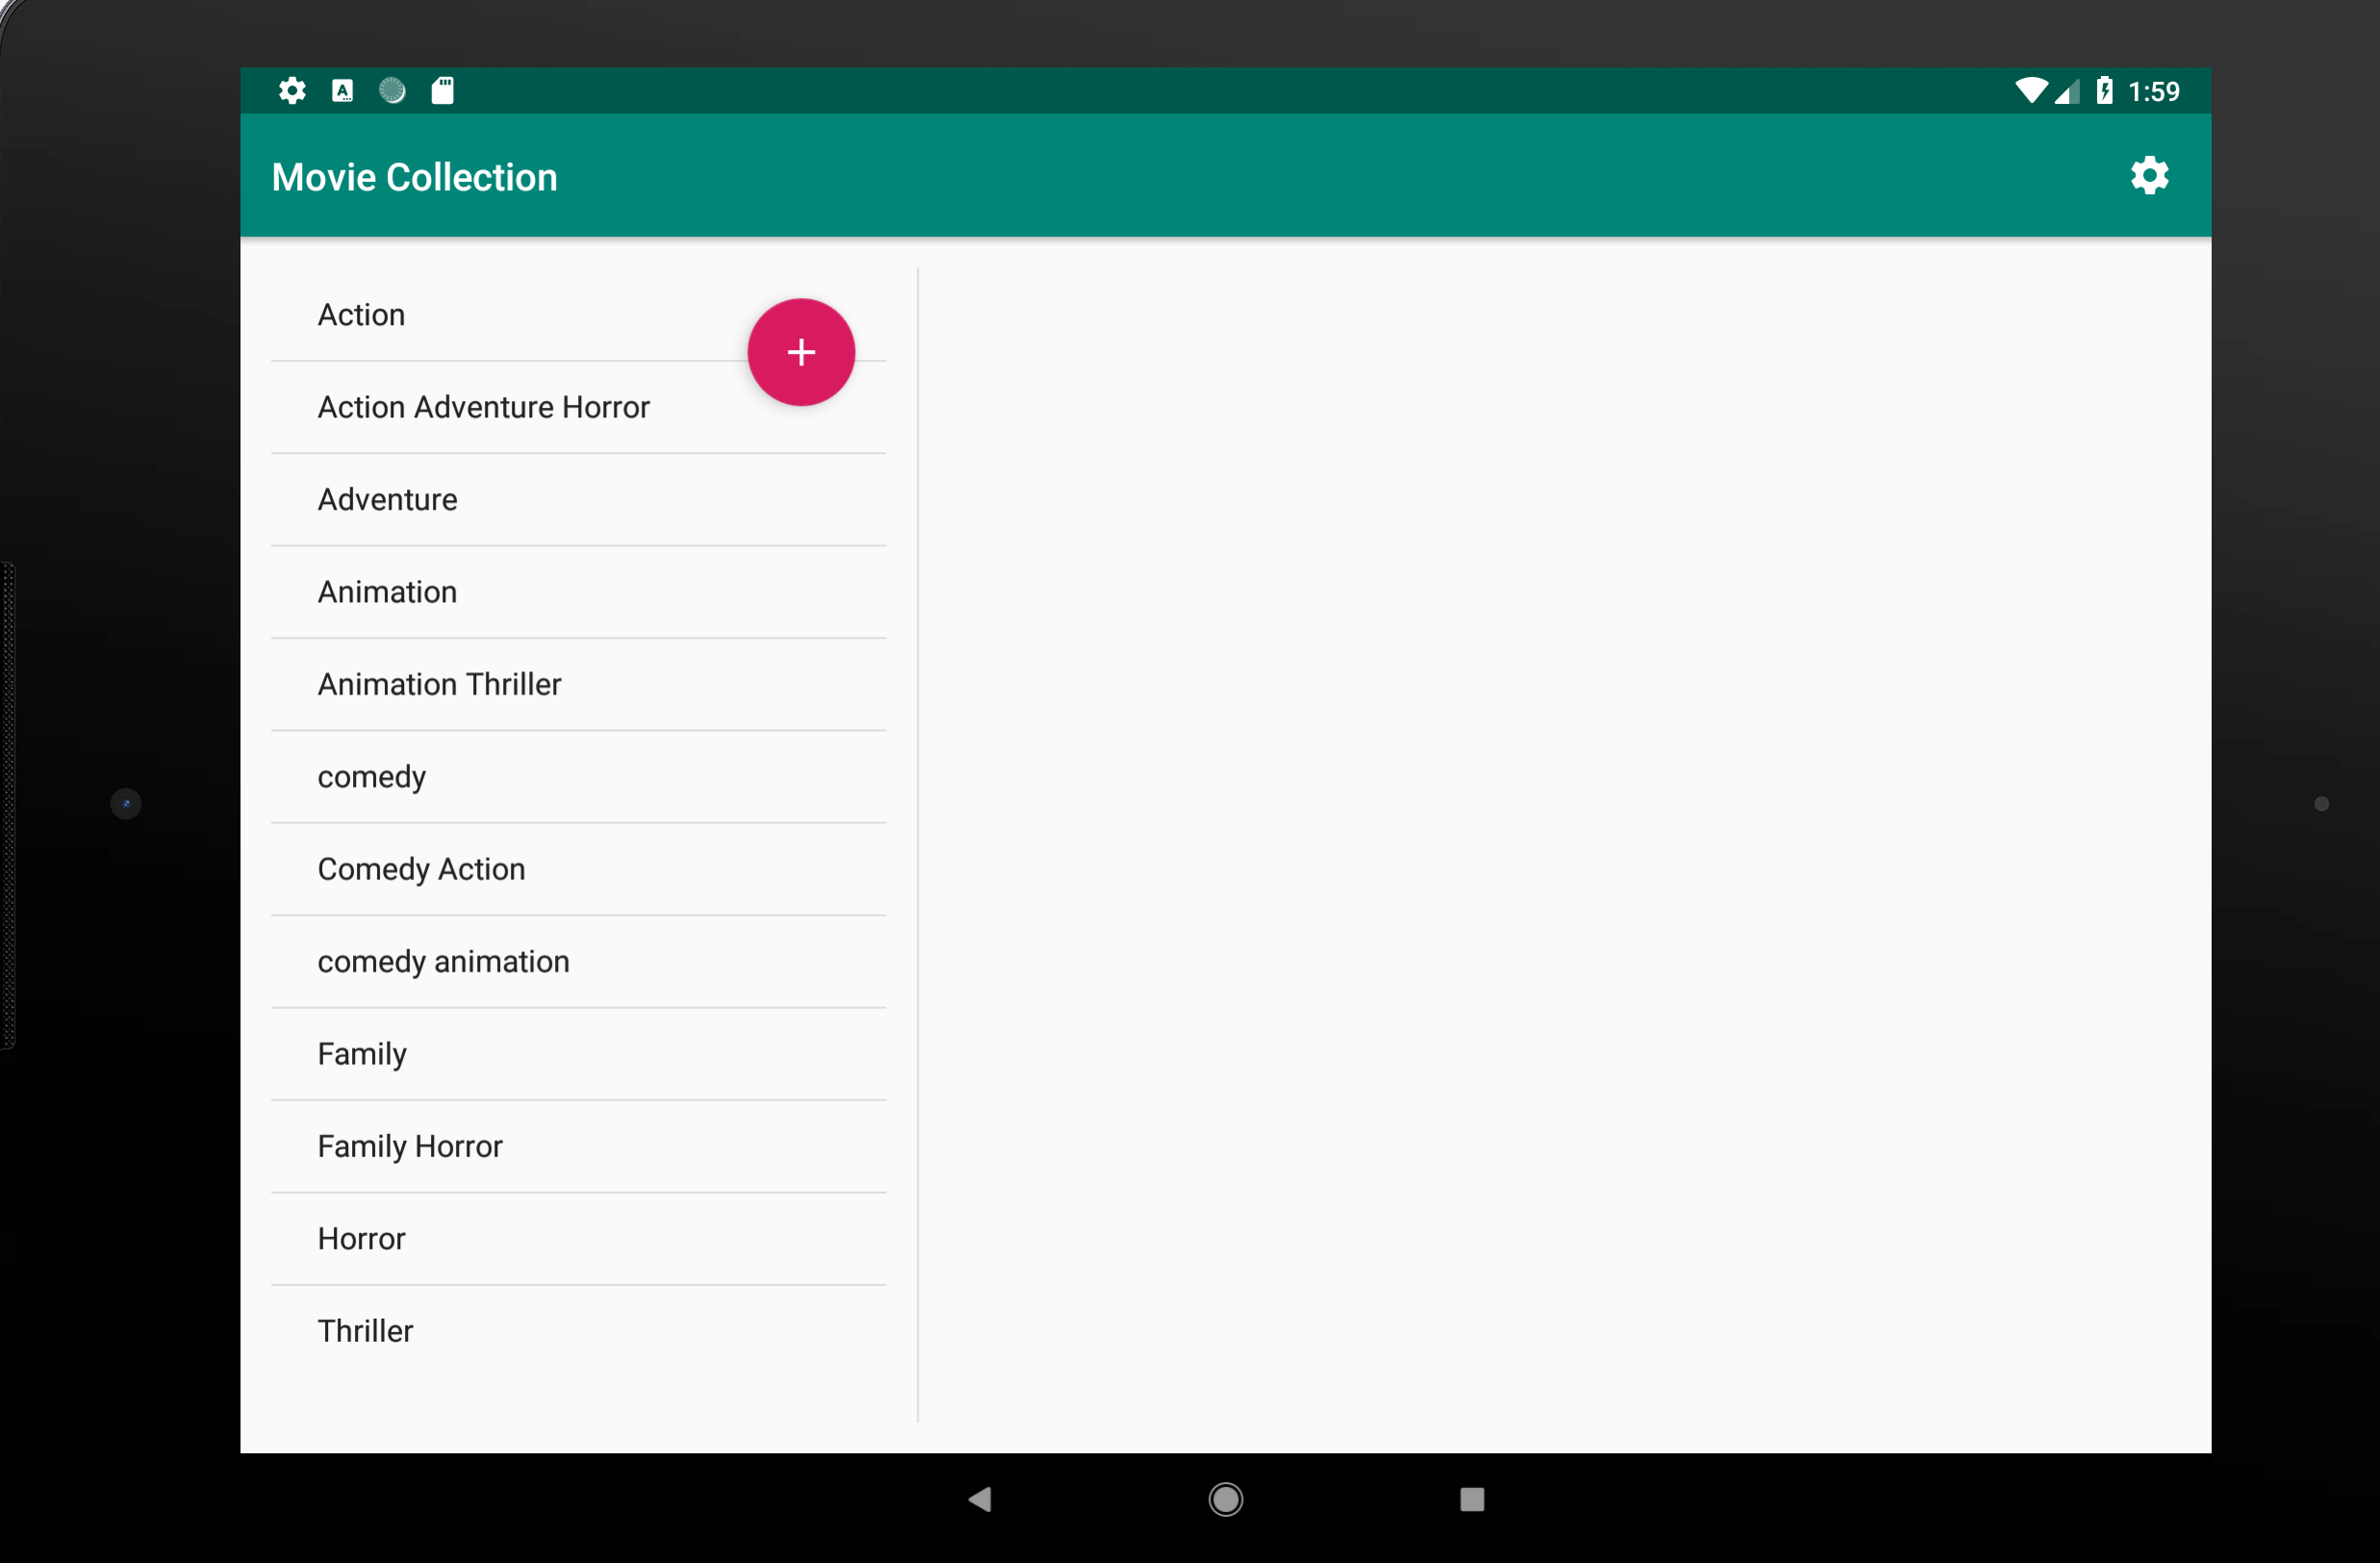 1:59
Movie Collection
Action
Action Adventure Horror
Adventure
Animation
Animation Thriller
comedy
Comedy Action
comedy animation
Family
Family Horror
Horror
Thriller